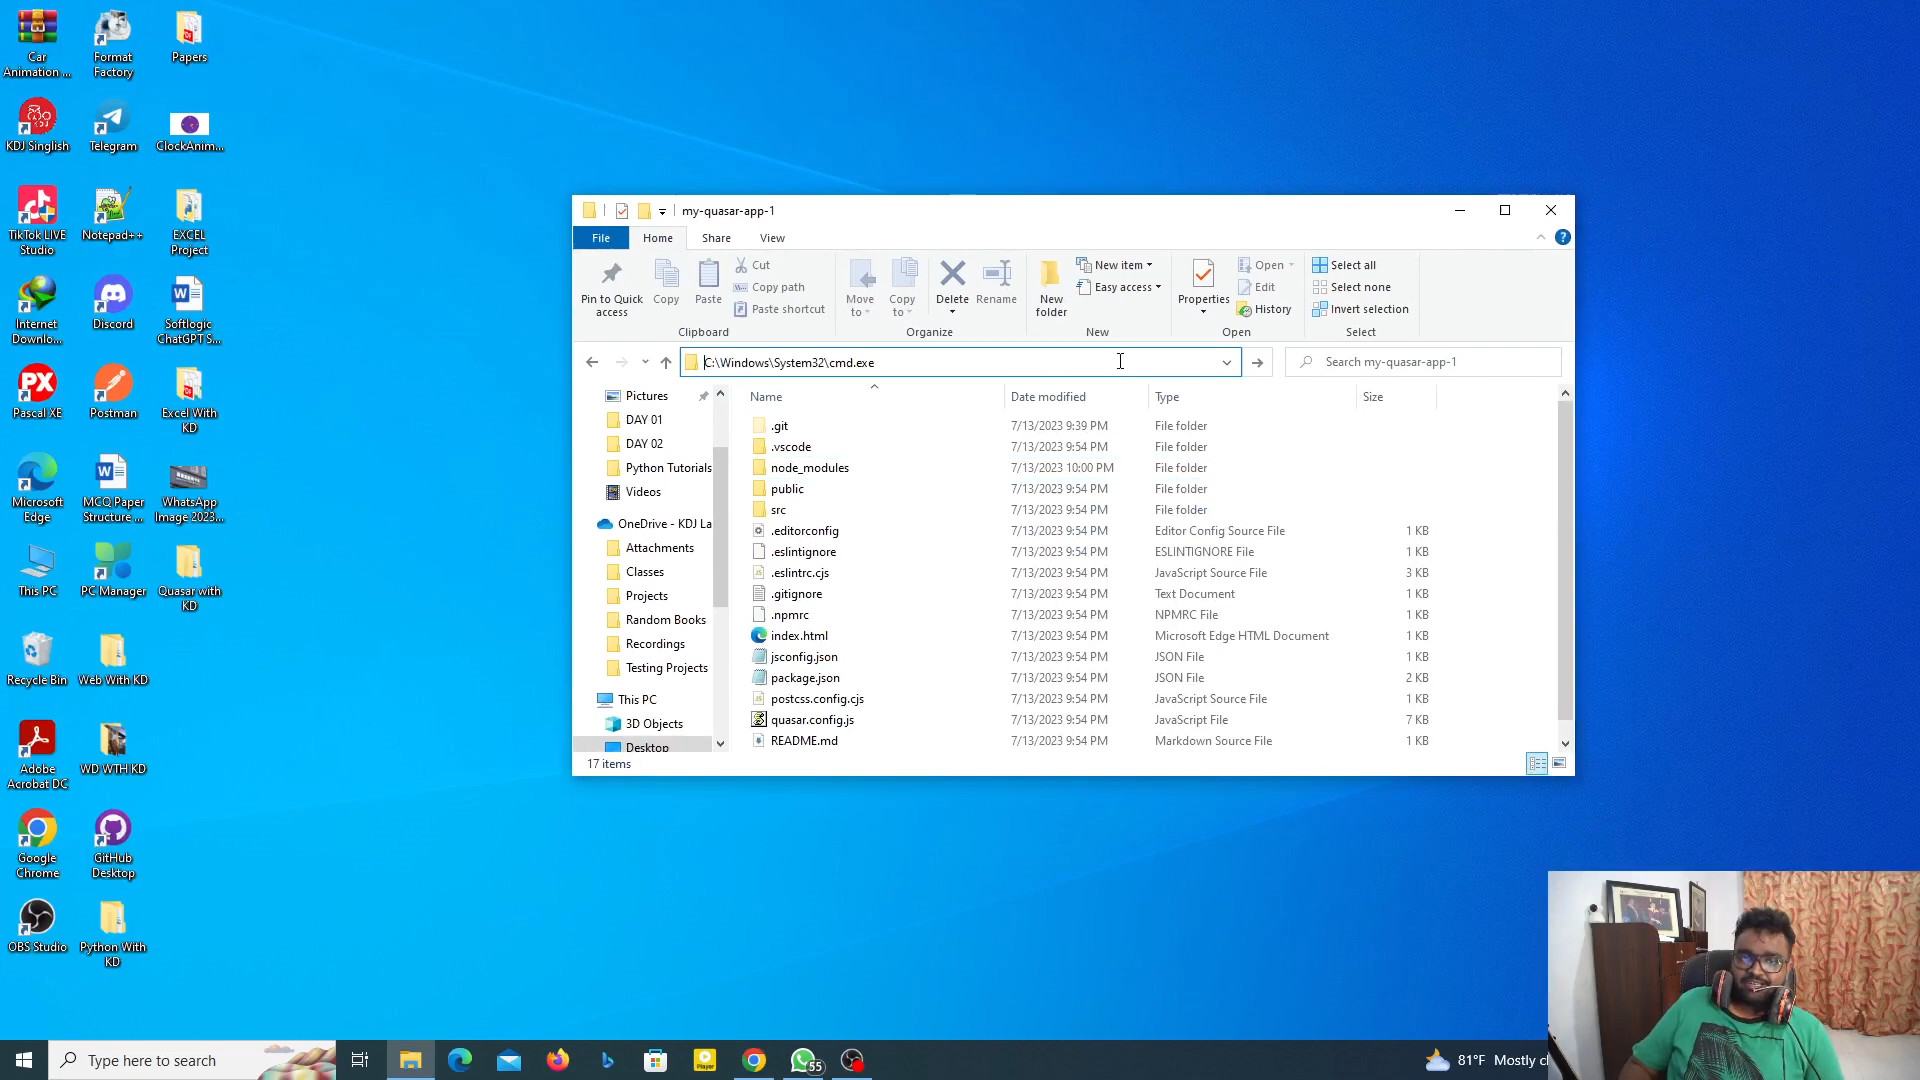 Car
Animation ...
Format
Factory
Papers
KDJ Singlish
Telegram
ClockAnim...
TikTok LIVE
Studio
Notepad++
EXCEL
Project
Internet
Downlo...
Discord
Softlogic
ChatGPT S...
Pascal XE
Postman
Excel With
KD
Microsoft
Edge
MCQ Paper
Structure ...
WhatsApp
Image 2023...
This PC
PC Manager
Quasar with
KD
Recycle Bin
Web With KD
Adobe
Acrobat DC
WD WTH KD
Google
Chrome
GitHub
Desktop
OBS Studio
Python With
KD
my-quasar-app-1
File
Home
Share
View
Pin to Quick
access
Copy
Paste
Cut
Copy path
Paste shortcut
Clipboard
Move
to
Copy
to
Delete
Rename
Organize
New
folder
New item
Easy access
New
Properties
Open
Edit
History
Open
Select all
Select none
Invert selection
Select
C:\Windows\System32\cmd.exe
Search my-quasar-app-1
Pictures
DAY 01
DAY 02
Python Tutorials
Videos
OneDrive - KDJ La
Attachments
Classes
Projects
Random Books
Recordings
Testing Projects
This PC
3D Objects
Desktop
Name Date modified Type Size
.git 7/13/2023 9:39 PM File folder
.vscode 7/13/2023 9:54 PM File folder
node_modules 7/13/2023 10:00 PM File folder
public 7/13/2023 9:54 PM File folder
src 7/13/2023 9:54 PM File folder
.editorconfig 7/13/2023 9:54 PM Editor Config Source File 1 KB
.eslintignore 7/13/2023 9:54 PM ESLINTIGNORE File 1 KB
.eslintrc.cjs 7/13/2023 9:54 PM JavaScript Source File 3 KB
.gitignore 7/13/2023 9:54 PM Text Document 1 KB
.npmrc 7/13/2023 9:54 PM NPMRC File 1 KB
index.html 7/13/2023 9:54 PM Microsoft Edge HTML Document 1 KB
jsconfig.json 7/13/2023 9:54 PM JSON File 1 KB
package.json 7/13/2023 9:54 PM JSON File 2 KB
postcss.config.cjs 7/13/2023 9:54 PM JavaScript Source File 1 KB
quasar.config.js 7/13/2023 9:54 PM JavaScript File 7 KB
README.md 7/13/2023 9:54 PM Markdown Source File 1 KB
17 items
Type here to search
Player
55
81°F Mostly cl